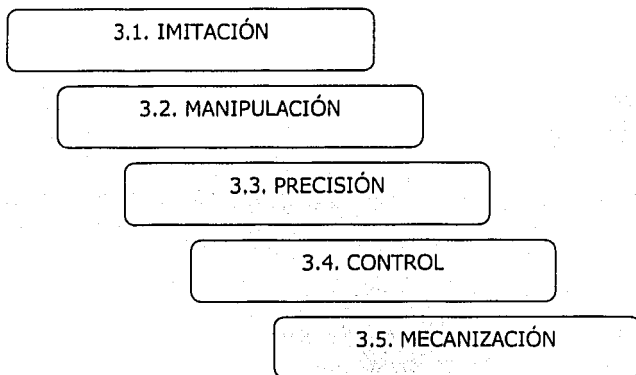 3.1. IMITACIÓN
3.2. MANIPULACIÓN
3.3. PRECISIÓN
3.4. CONTROL
3.5. MECANIZACIÓN